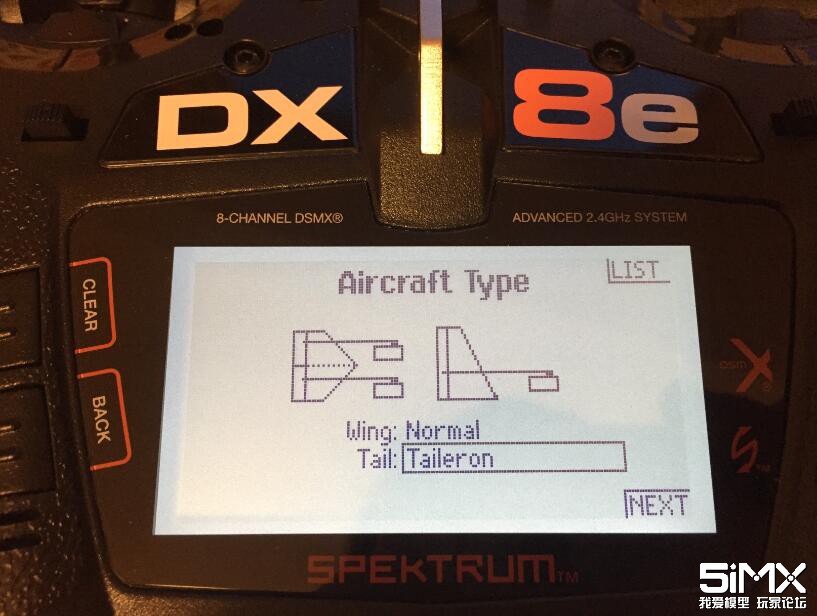 DX 8e
8-CHANNEL DSMX®
ADVANCED 2.4GHz SYSTEM
LIST
Aircraft Type
CLEAR
DSMX®
BACK
Wing: Normal
Tail: Taileron
NEXT
SPEKTRUM™
5iMX
我爱模型 玩家论坛